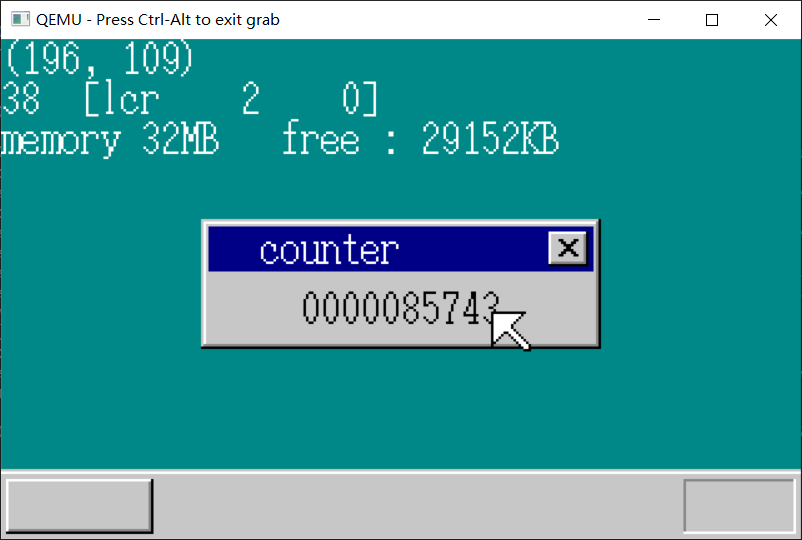 QEMU - Press Ctrl-Alt to exit grab
(196, 109)
38 [lcr 2 0]
memory 32MB free : 29152KB
counter
0000085743